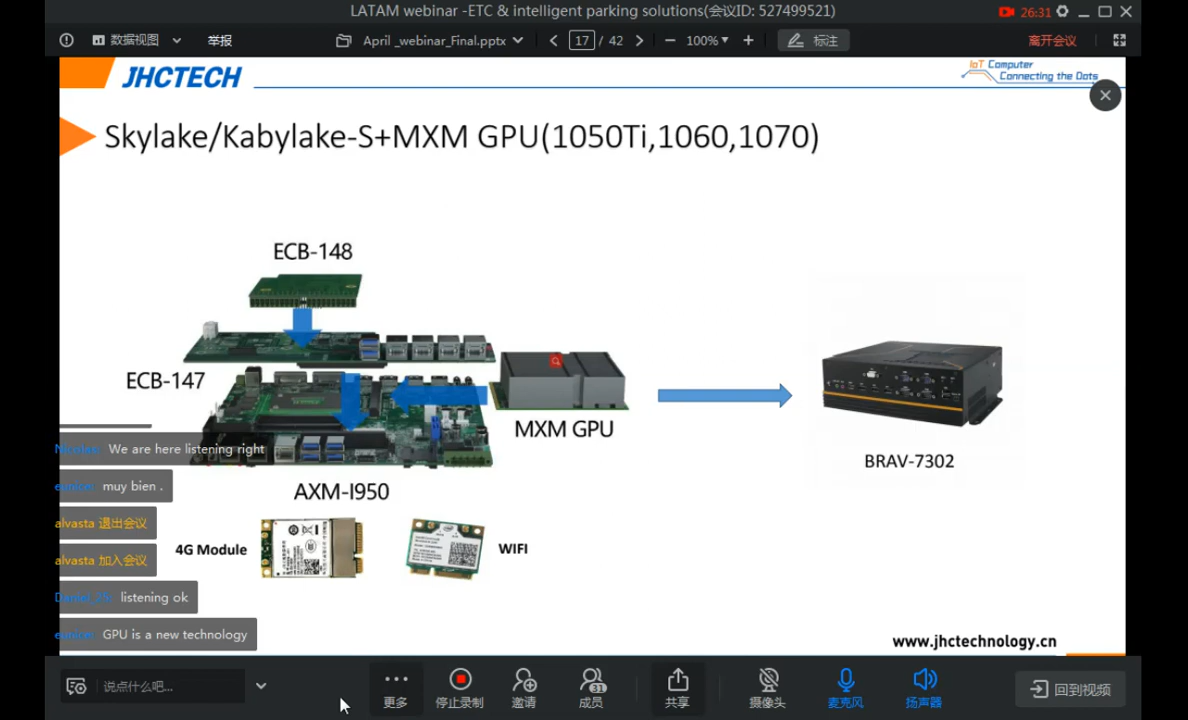 LATAM webinar -ETC & intelligent parking solutions(会议ID: 527499521)
26:31
数据视图
举报
April _webinar_Final.pptx
17 / 42
100%
标注
离开会议
JHCTECH
IoT Computer
Connecting the Dots
Skylake/Kabylake-S+MXM GPU(1050Ti,1060,1070)
ECB-148
ECB-147
MXM GPU
AXM-I950
BRAV-7302
4G Module
WIFI
We are here listening right
muy bien .
alvasta 退出会议
alvasta 加入会议
listening ok
GPU is a new technology
www.jhctechnology.cn
说点什么吧...
更多
停止录制
邀请
31
成员
共享
摄像头
麦克风
扬声器
回到视频